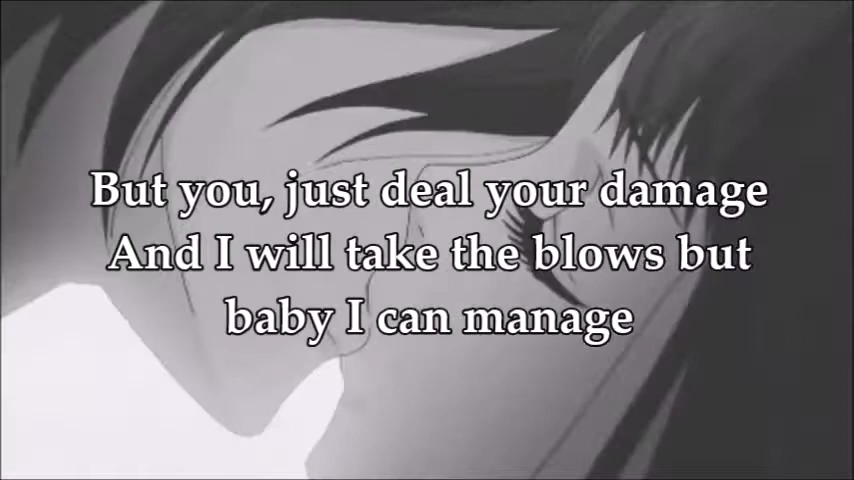 But you, just deal your damage
And I will take the blows but
baby I can manage